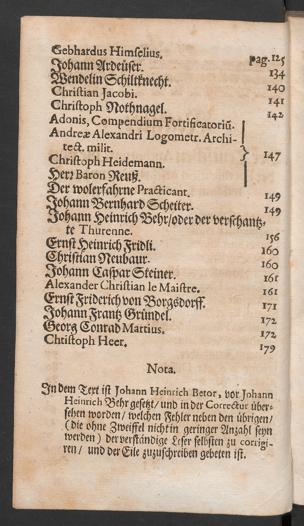 Gebhardus Himselius. pag. 125
Johann Ardeüser. 134
Wendelin Schiltknecht. 140
Christian Jacobi. 141
Christoph Nothnagel. 142
Adonis, Compendium Fortificatoriũ.
Andreæ Alexandri Logometr. Archi-
tect. milit.
Christoph Heidemann. } 147
Herr Baron Reuß.
Der wolerfahrne Practicant. 149
Johann Bernhard Scheiter. 149
Johann Heinrich Behr/oder der verschantz-
te Thurenne. 156
Ernst Heinrich Fridli. 160
Christian Neubaur. 160
Johann Caspar Steiner. 161
Alexander Christian le Maistre. 161
Ernst Friderich von Borgsdorff. 171
Johann Frantz Gründel. 172
Georg Conrad Martius. 172
Christoph Heer. 179
Nota.
In dem Text ist Johann Heinrich Betor, vor Johann
Heinrich Behr gesetzt/ und in der Correctur über-
sehen worden/ welchen Fehler neben den übrigen/
(die ohne Zweiffel nicht in geringer Anzahl seyn
werden) der verständige Leser selbsten zu corrigi-
ren/ und der Eile zuzuschreiben gebeten ist.